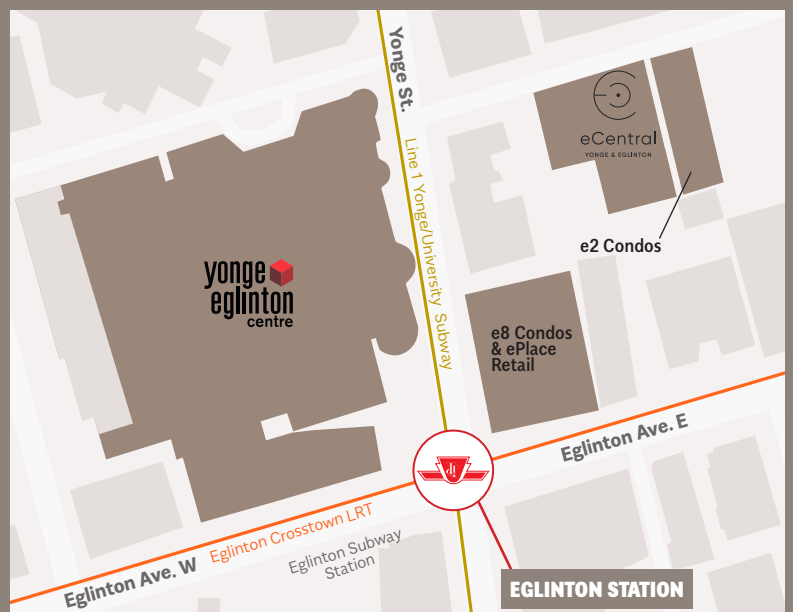 Yonge St.
Line 1 Yonge/University Subway
eCentral
YONGE & EGLINTON
e2 Condos
yonge
eglinton
centre
e8 Condos
& ePlace
Retail
Eglinton Ave. E
Eglinton Crosstown LRT
Eglinton Ave. W
Eglinton Subway
Station
EGLINTON STATION